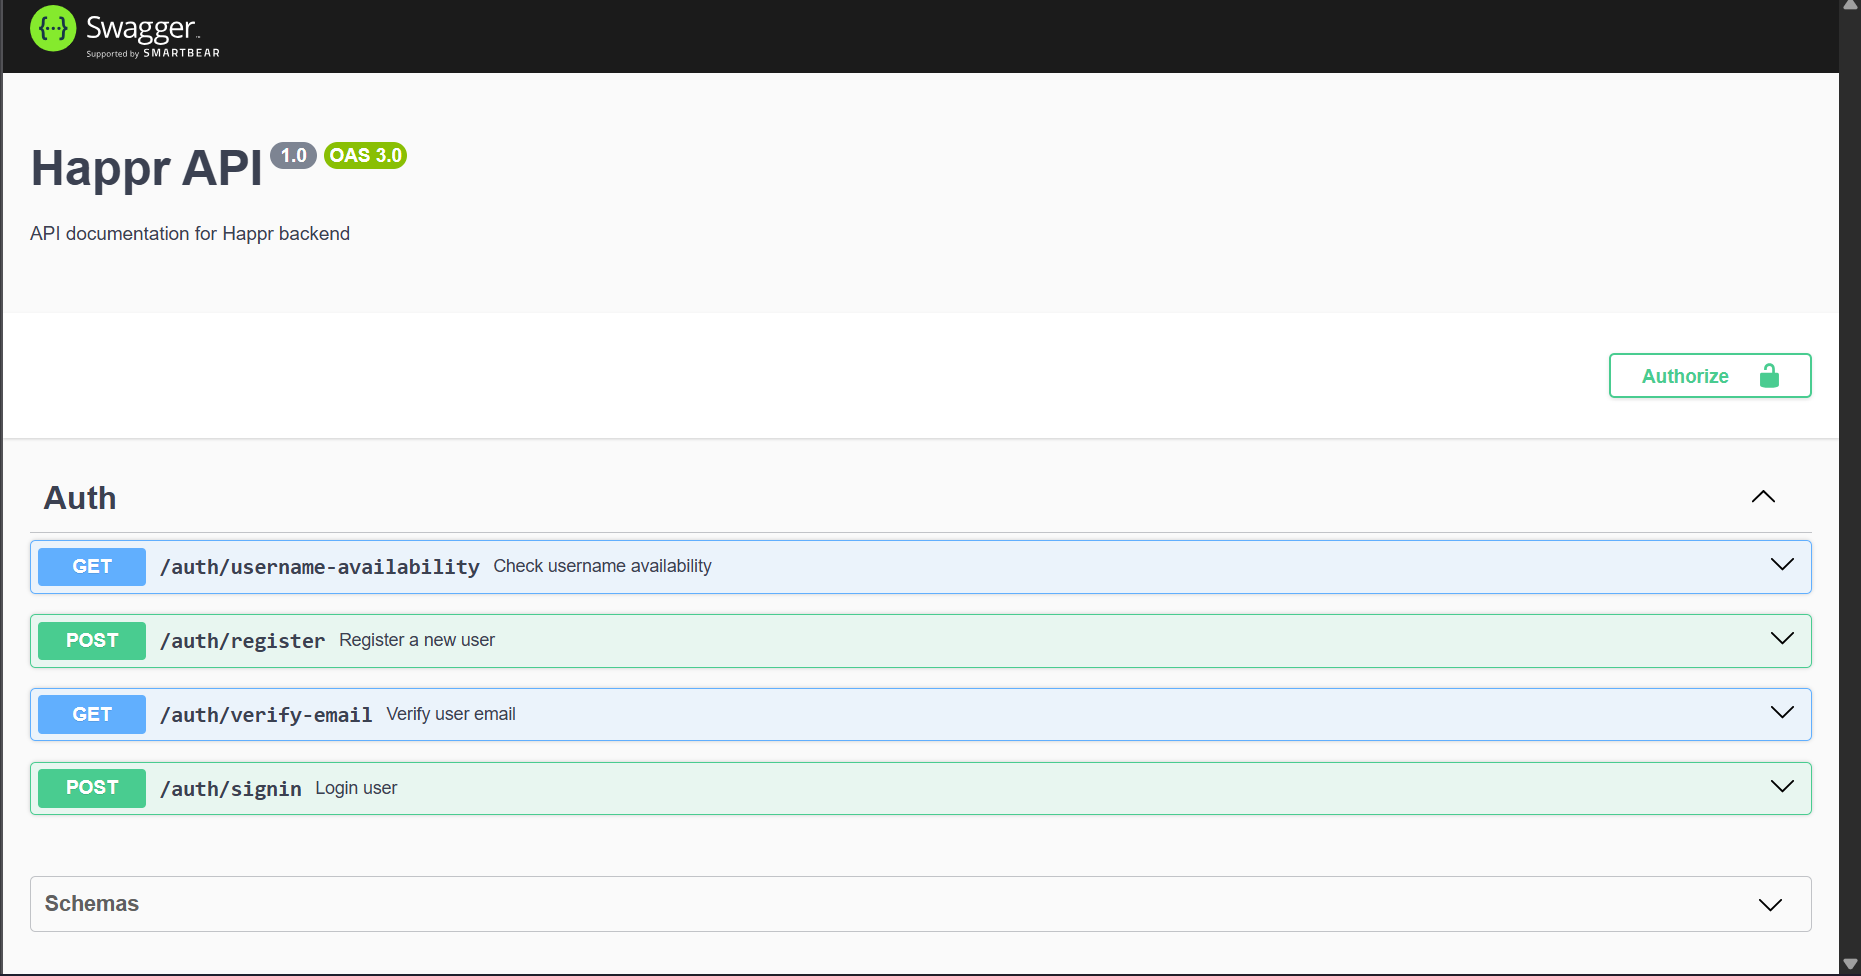 {···} Swagger™
Supported by SMARTBEAR
Happr API 1.0 OAS 3.0
API documentation for Happr backend
Authorize
Auth
GET /auth/username-availability Check username availability
POST /auth/register Register a new user
GET /auth/verify-email Verify user email
POST /auth/signin Login user
Schemas